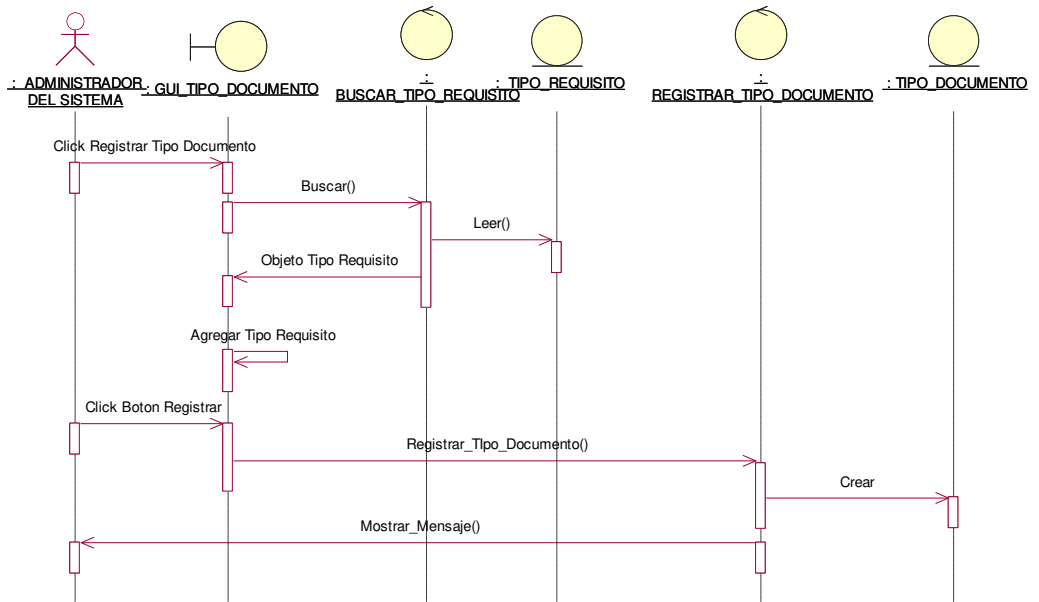 : ADMINISTRADOR
DEL SISTEMA
: GUI_TIPO_DOCUMENTO
:
BUSCAR_TIPO_REQUISITO
: TIPO_REQUISITO
:
REGISTRAR_TIPO_DOCUMENTO
: TIPO_DOCUMENTO
Click Registrar Tipo Documento
Buscar()
Leer()
Objeto Tipo Requisito
Agregar Tipo Requisito
Click Boton Registrar
Registrar_TIpo_Documento()
Crear
Mostrar_Mensaje()